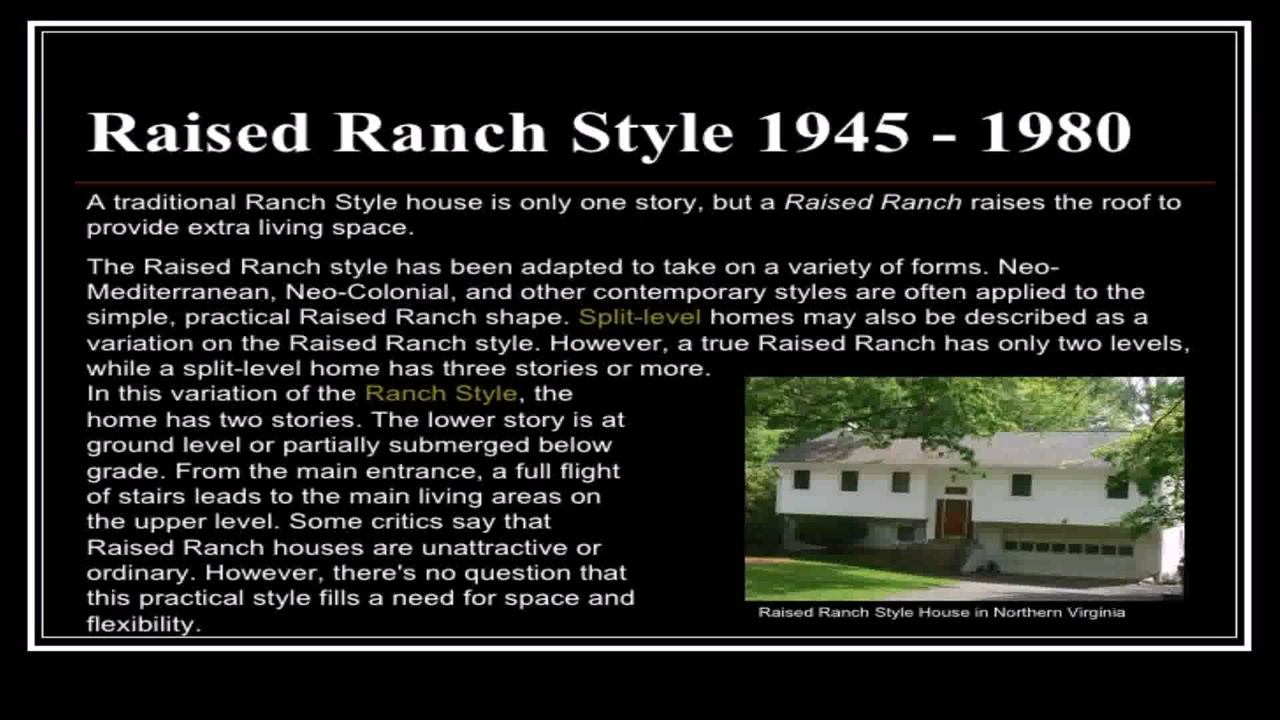 Raised Ranch Style 1945 - 1980
A traditional Ranch Style house is only one story, but a Raised Ranch raises the roof to
provide extra living space.
The Raised Ranch style has been adapted to take on a variety of forms. Neo-
Mediterranean, Neo-Colonial, and other contemporary styles are often applied to the
simple, practical Raised Ranch shape. Split-level homes may also be described as a
variation on the Raised Ranch style. However, a true Raised Ranch has only two levels,
while a split-level home has three stories or more.
In this variation of the Ranch Style, the
home has two stories. The lower story is at
ground level or partially submerged below
grade. From the main entrance, a full flight
of stairs leads to the main living areas on
the upper level. Some critics say that
Raised Ranch houses are unattractive or
ordinary. However, there's no question that
this practical style fills a need for space and
flexibility.
Raised Ranch Style House in Northern Virginia